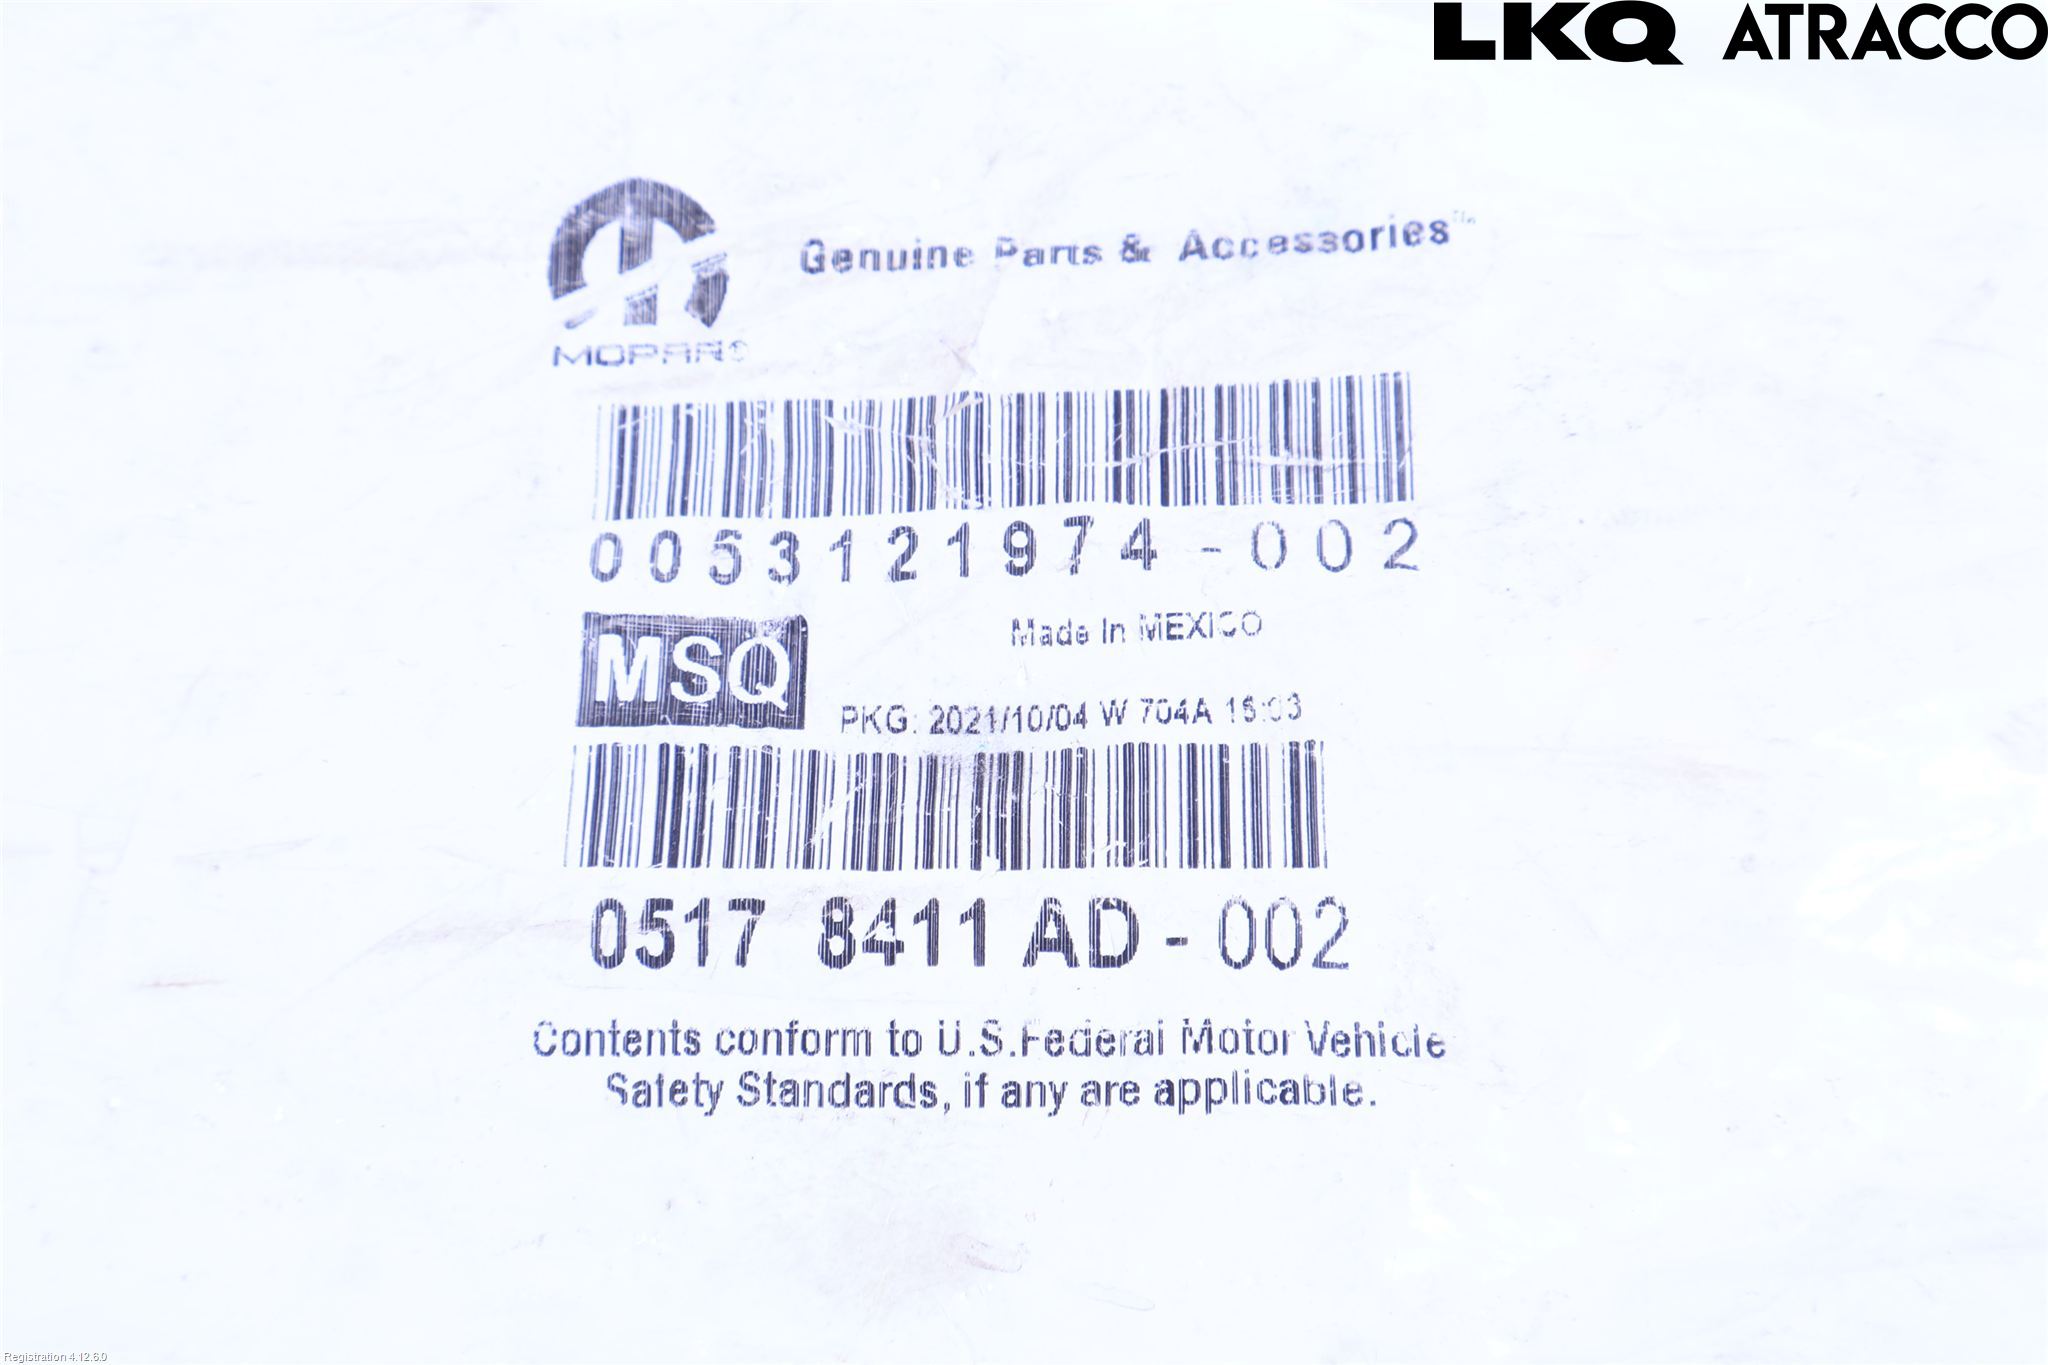 LKQ ATRACCO
Genuine Parts & Accessories™
MOPAR®
0053121974-002
Made In MEXICO
MSQ
PKG: 2021/10/04 W 704A 15:03
0517 8411 AD - 002
Contents conform to U.S.Federal Motor Vehicle
Safety Standards, if any are applicable.
Registration 4.12.6.0